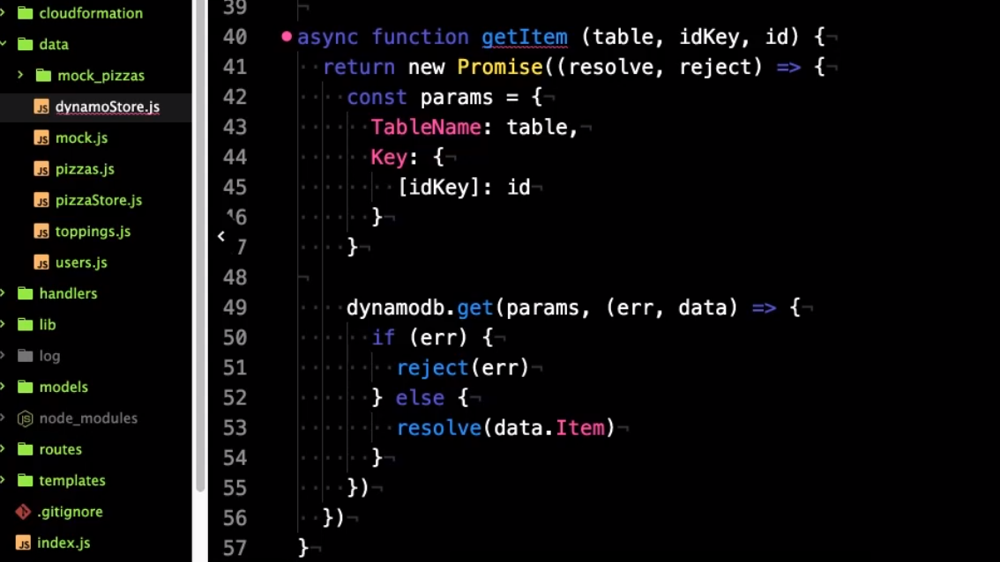 cloudformation
data
mock_pizzas
dynamoStore.js
mock.js
pizzas.js
pizzaStore.js
toppings.js
users.js
handlers
lib
log
models
node_modules
routes
templates
.gitignore
index.js
39
40 async function getItem (table, idKey, id) {
41 return new Promise((resolve, reject) => {
42 const params = {
43 TableName: table,
44 Key: {
45 [idKey]: id
46 }
7 }
48
49 dynamodb.get(params, (err, data) => {
50 if (err) {
51 reject(err)
52 } else {
53 resolve(data.Item)
54 }
55 })
56 })
57 }